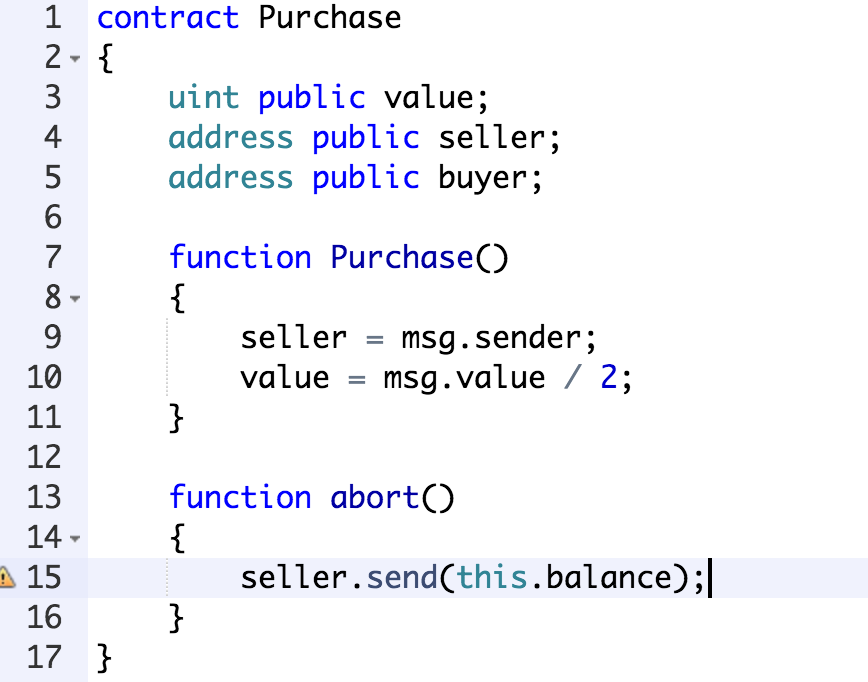 1 contract Purchase
2 {
3     uint public value;
4     address public seller;
5     address public buyer;
6
7     function Purchase()
8     {
9         seller = msg.sender;
10         value = msg.value / 2;
11     }
12
13     function abort()
14     {
15         seller.send(this.balance);
16     }
17 }